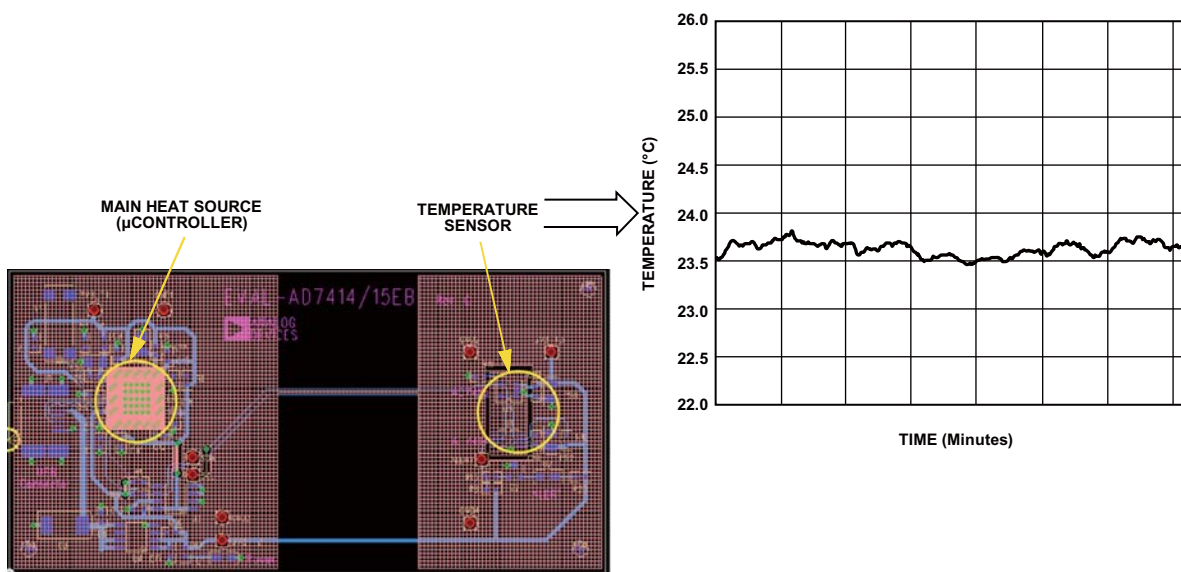 MAIN HEAT SOURCE
(μCONTROLLER)
TEMPERATURE
SENSOR
EVAL-AD7414/15EB
Rev C
ANALOG
DEVICES
TEMPERATURE (°C)
26.0
25.5
25.0
24.5
24.0
23.5
23.0
22.5
22.0
TIME (Minutes)